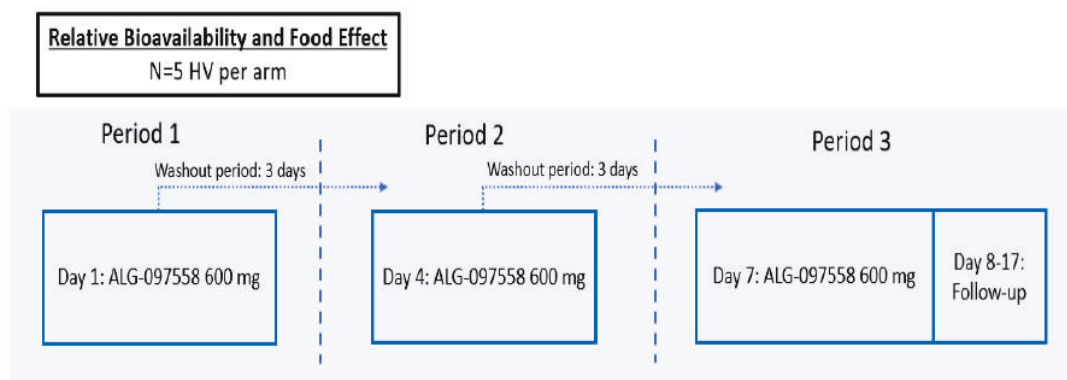 Relative Bioavailability and Food Effect
N=5 HV per arm
Period 1
Period 2
Period 3
Washout period: 3 days
Washout period: 3 days
Day 1: ALG-097558 600 mg
Day 4: ALG-097558 600 mg
Day 7: ALG-097558 600 mg
Day 8-17:
Follow-up